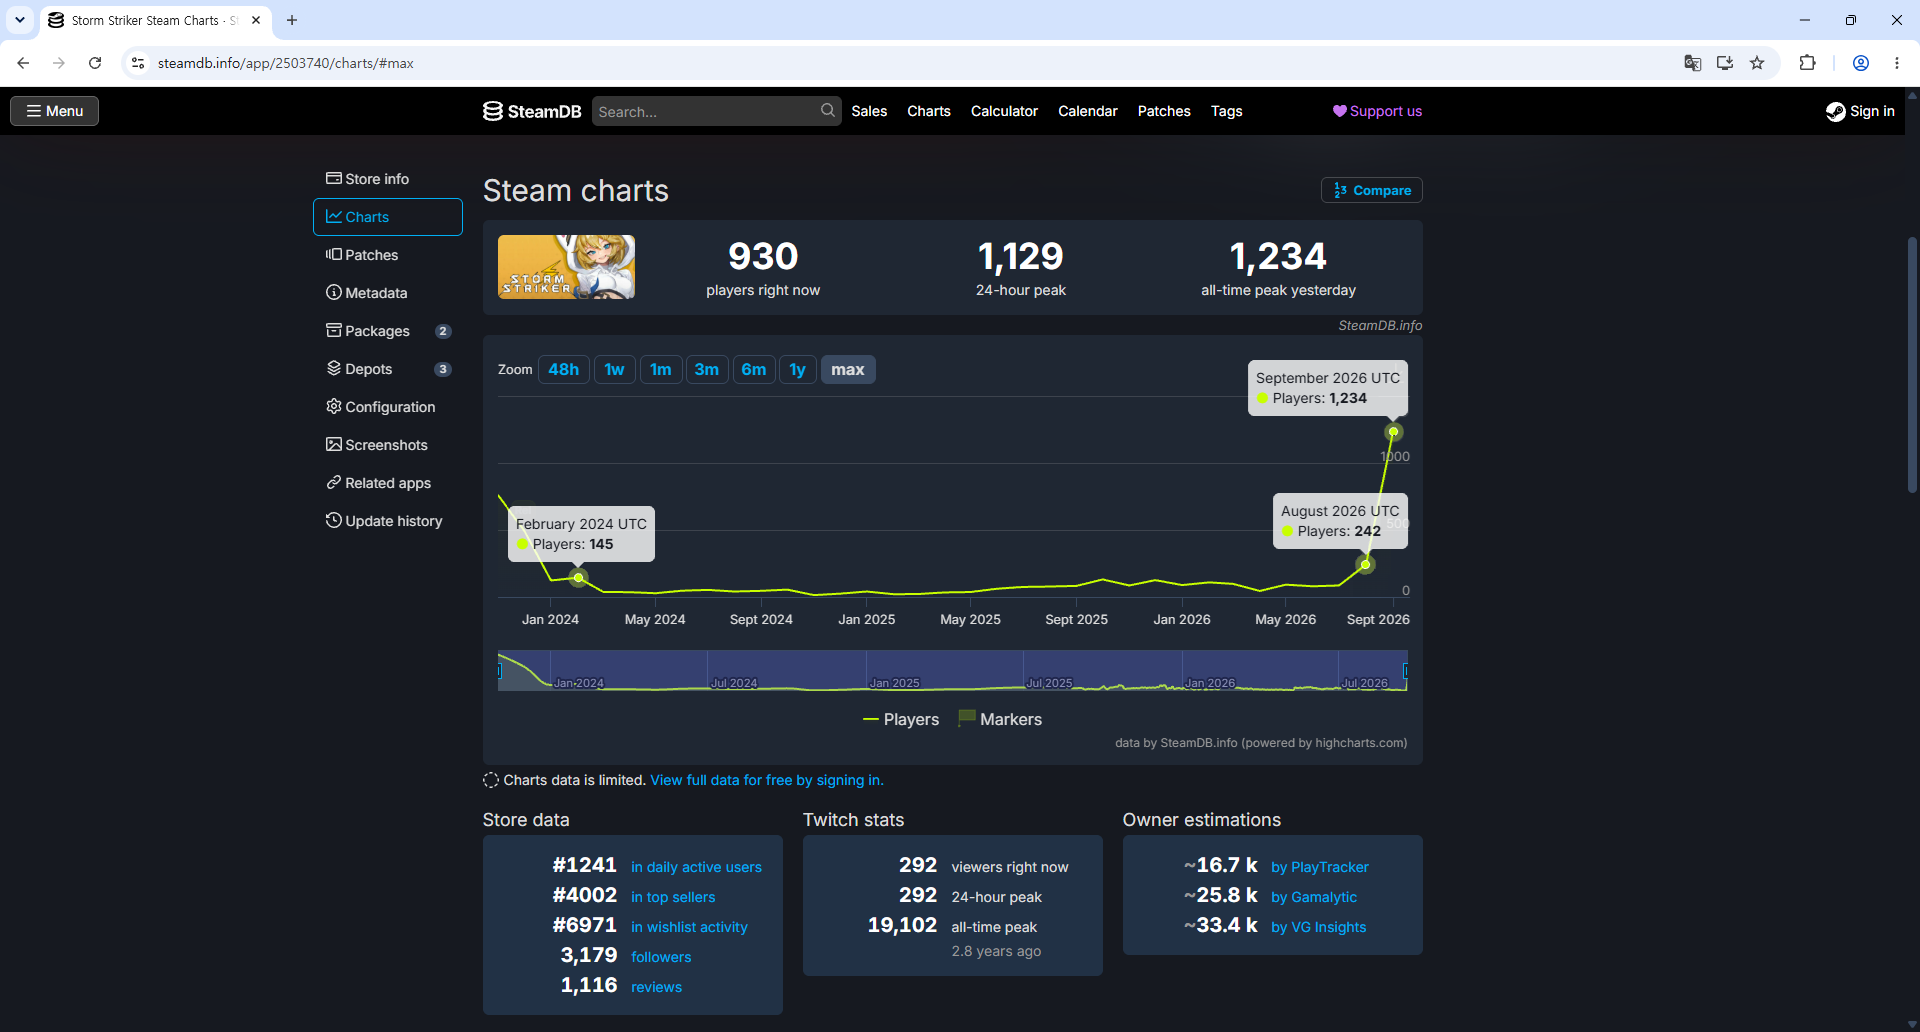 Storm Striker Steam Charts · S
steamdb.info/app/2503740/charts/#max
Menu
SteamDB
Search...
Sales
Charts
Calculator
Calendar
Patches
Tags
Support us
Sign in
Store info
Charts
Patches
Metadata
Packages 2
Depots 3
Configuration
Screenshots
Related apps
Update history
Steam charts
Compare
STORM
STRIKER
930
players right now
1,129
24-hour peak
1,234
all-time peak yesterday
SteamDB.info
Zoom 48h 1w 1m 3m 6m 1y max
September 2026 UTC
Players: 1,234
1000
August 2026 UTC
Players: 242
500
February 2024 UTC
Players: 145
0
Jan 2024 May 2024 Sept 2024 Jan 2025 May 2025 Sept 2025 Jan 2026 May 2026 Sept 2026
Jan 2024 Jul 2024 Jan 2025 Jul 2025 Jan 2026 Jul 2026
Players Markers
data by SteamDB.info (powered by highcharts.com)
Charts data is limited. View full data for free by signing in.
Store data
#1241 in daily active users
#4002 in top sellers
#6971 in wishlist activity
3,179 followers
1,116 reviews
Twitch stats
292 viewers right now
292 24-hour peak
19,102 all-time peak
2.8 years ago
Owner estimations
~16.7 k by PlayTracker
~25.8 k by Gamalytic
~33.4 k by VG Insights